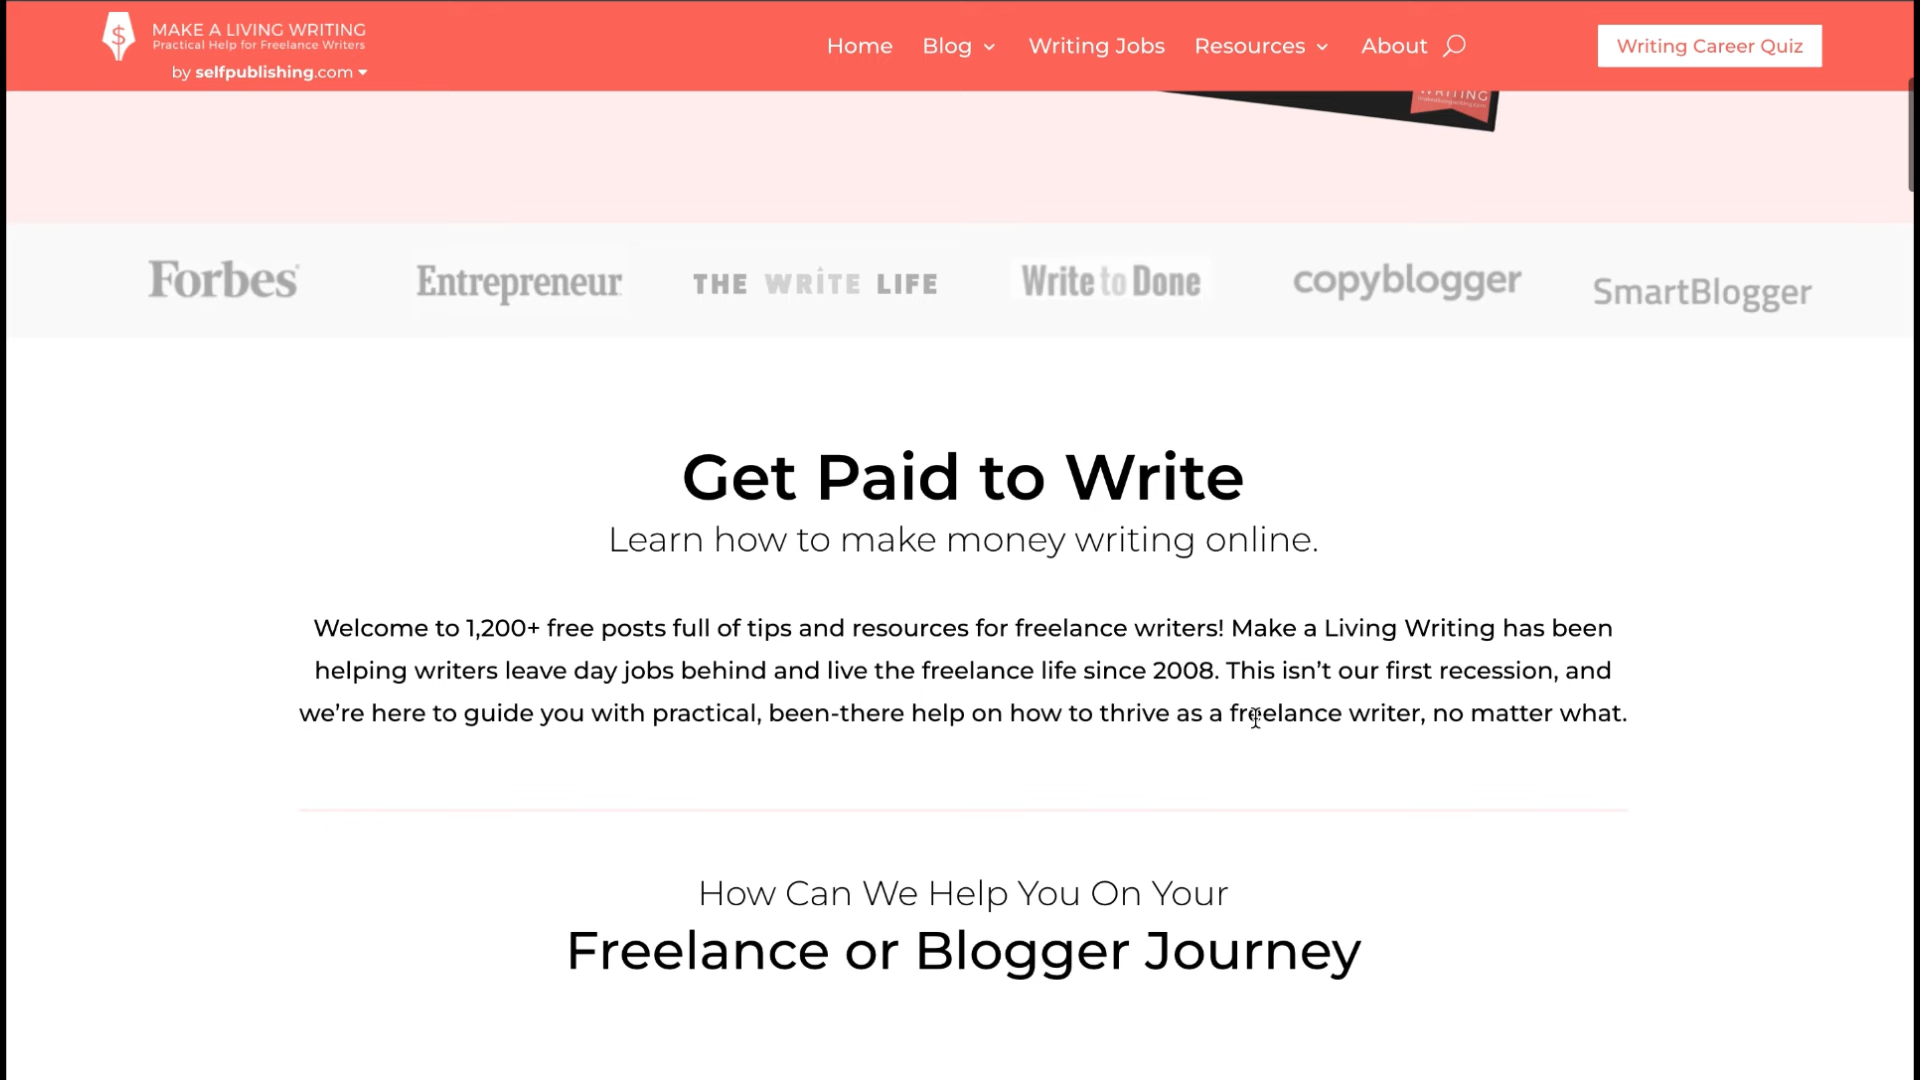 MAKE A LIVING WRITING
Practical Help for Freelance Writers
by selfpublishing.com
Home Blog Writing Jobs Resources About Writing Career Quiz
WRITING
Forbes Entrepreneur THE WRITE LIFE Write to Done copyblogger SmartBlogger
Get Paid to Write
Learn how to make money writing online.
Welcome to 1,200+ free posts full of tips and resources for freelance writers! Make a Living Writing has been
helping writers leave day jobs behind and live the freelance life since 2008. This isn’t our first recession, and
we’re here to guide you with practical, been-there help on how to thrive as a freelance writer, no matter what.
How Can We Help You On Your
Freelance or Blogger Journey